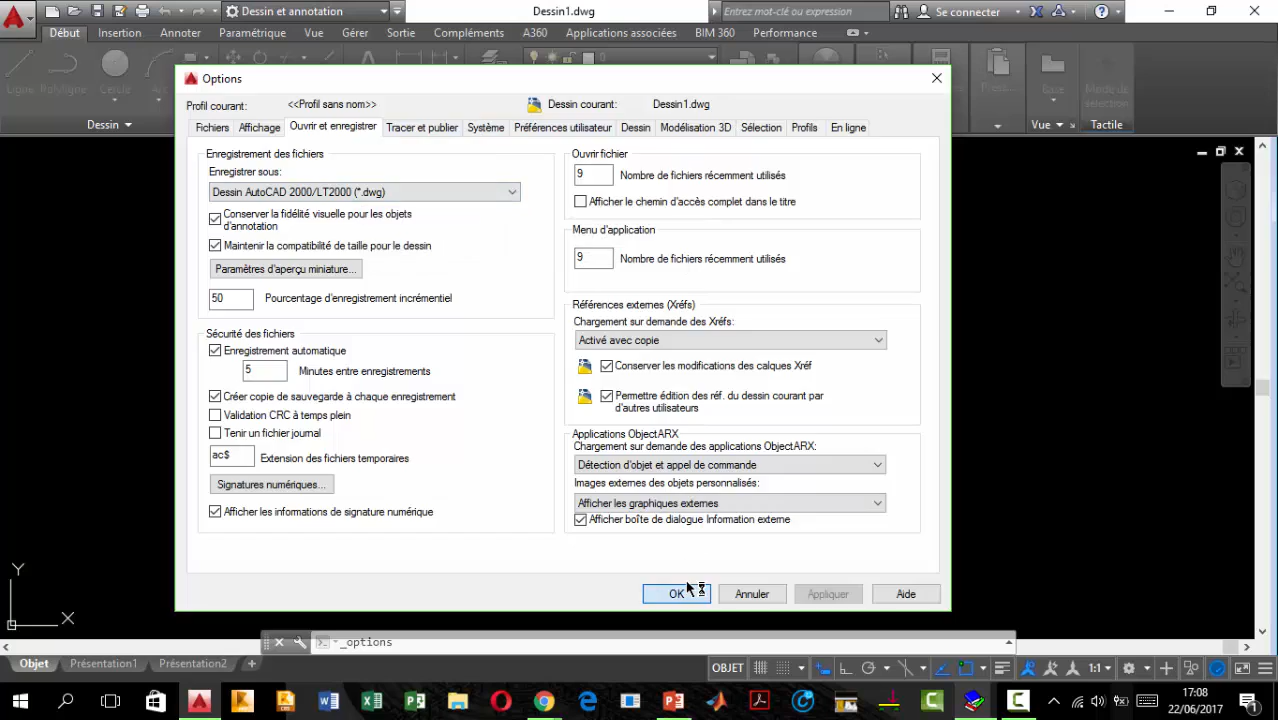 Dessin et annotation
Dessin1.dwg
Entrez mot-clé ou expression
Se connecter
Début Insertion Annoter Paramétrique Vue Gérer Sortie Compléments A360 Applications associées BIM 360 Performance
Ligne Polyligne Cercle Arc
0
Base
Mode de
sélection
Dessin
Vue
Tactile
Options
Profil courant: <<Profil sans nom>> Dessin courant: Dessin1.dwg
Fichiers Affichage Ouvrir et enregistrer Tracer et publier Système Préférences utilisateur Dessin Modélisation 3D Sélection Profils En ligne
Enregistrement des fichiers
Enregistrer sous:
Dessin AutoCAD 2000/LT2000 (*.dwg)
Conserver la fidélité visuelle pour les objets
d'annotation
Maintenir la compatibilité de taille pour le dessin
Paramètres d'aperçu miniature...
50 Pourcentage d'enregistrement incrémentiel
Sécurité des fichiers
Enregistrement automatique
5 Minutes entre enregistrements
Créer copie de sauvegarde à chaque enregistrement
Validation CRC à temps plein
Tenir un fichier journal
ac$ Extension des fichiers temporaires
Signatures numériques...
Afficher les informations de signature numérique
Ouvrir fichier
9 Nombre de fichiers récemment utilisés
Afficher le chemin d'accès complet dans le titre
Menu d'application
9 Nombre de fichiers récemment utilisés
Références externes (Xréfs)
Chargement sur demande des Xréfs:
Activé avec copie
Conserver les modifications des calques Xréf
Permettre édition des réf. du dessin courant par
d'autres utilisateurs
Applications ObjectARX
Chargement sur demande des applications ObjectARX:
Détection d'objet et appel de commande
Images externes des objets personnalisés:
Afficher les graphiques externes
Afficher boîte de dialogue Information externe
OK Annuler Appliquer Aide
Y
X
_options
Objet Présentation1 Présentation2
OBJET
1:1
17:08
22/06/2017